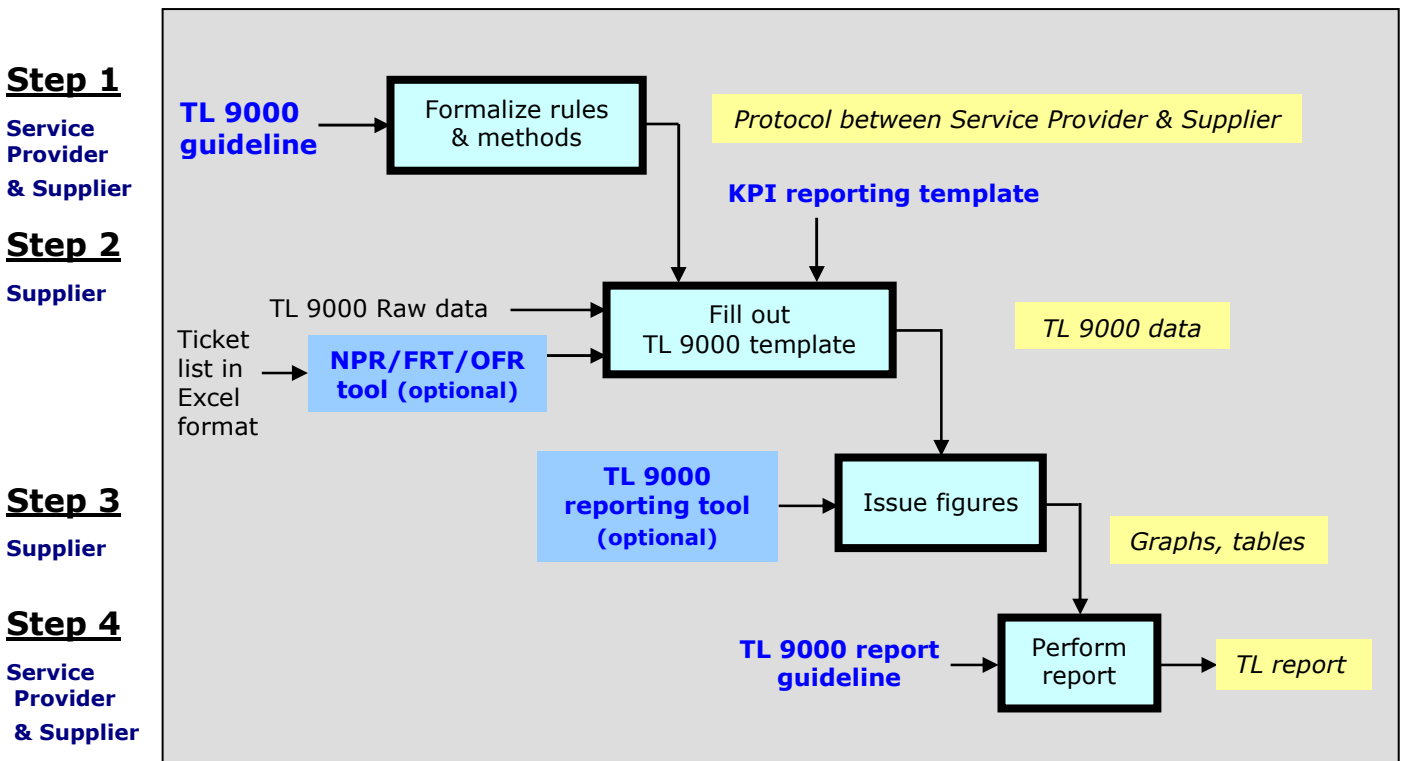 Step 1
Service
Provider
& Supplier
TL 9000
guideline
Formalize rules
& methods
Protocol between Service Provider & Supplier
KPI reporting template
Step 2
Supplier
TL 9000 Raw data
Ticket
list in
Excel
format
NPR/FRT/OFR
tool (optional)
Fill out
TL 9000 template
TL 9000 data
Step 3
Supplier
TL 9000
reporting tool
(optional)
Issue figures
Graphs, tables
Step 4
Service
Provider
& Supplier
TL 9000 report
guideline
Perform
report
TL report